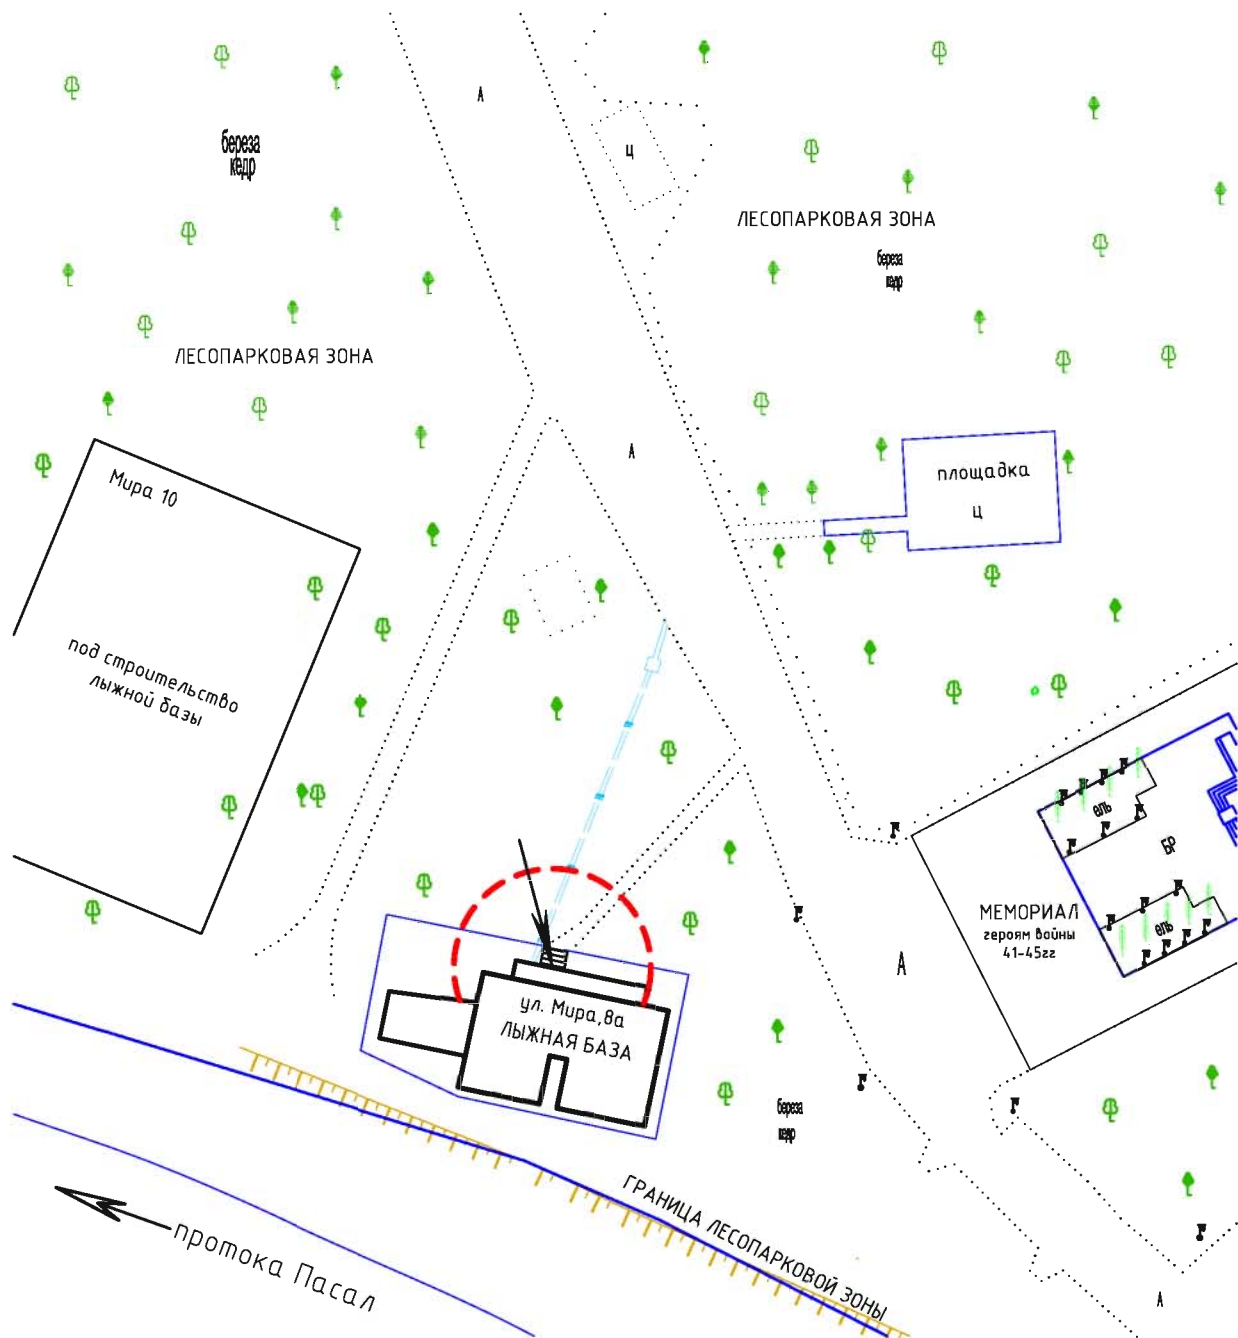 А
береза
кедр
Ц
ЛЕСОПАРКОВАЯ ЗОНА
береза
кедр
ЛЕСОПАРКОВАЯ ЗОНА
А
Мира 10
площадка
Ц
под строительство
лыжной базы
ель
БР
МЕМОРИАЛ
героям войны
41-45гг
ель
А
ул. Мира,8а
ЛЫЖНАЯ БАЗА
береза
кедр
ГРАНИЦА ЛЕСОПАРКОВОЙ ЗОНЫ
протока Пасал
А